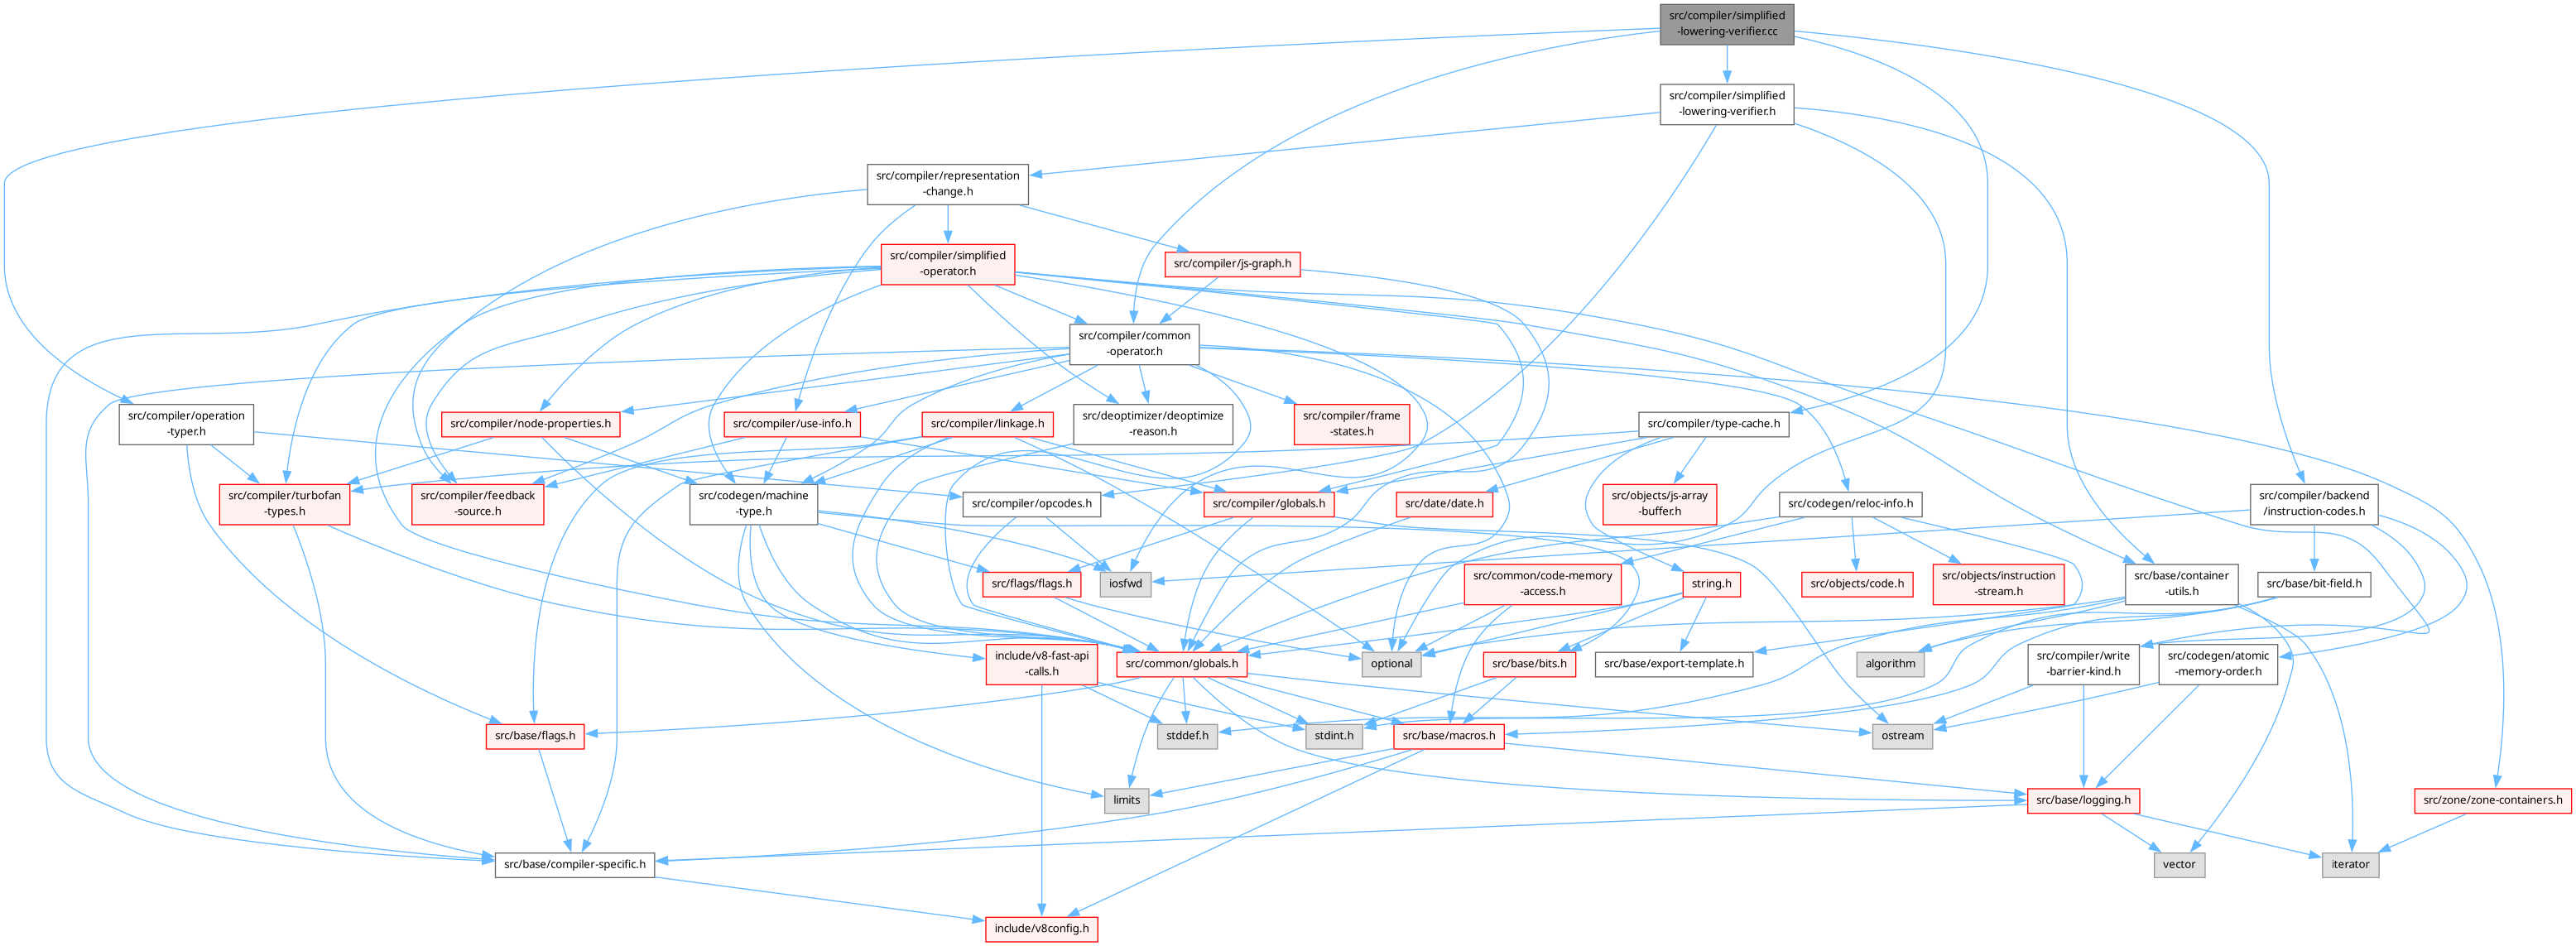 src/compiler/simplified
-lowering-verifier.cc
src/compiler/simplified
-lowering-verifier.h
src/compiler/representation
-change.h
src/compiler/simplified
-operator.h
src/compiler/js-graph.h
src/compiler/common
-operator.h
src/compiler/operation
-typer.h
src/compiler/node-properties.h
src/compiler/use-info.h
src/compiler/linkage.h
src/deoptimizer/deoptimize
-reason.h
src/compiler/frame
-states.h
src/compiler/type-cache.h
src/compiler/turbofan
-types.h
src/compiler/feedback
-source.h
src/codegen/machine
-type.h
src/compiler/opcodes.h
src/compiler/globals.h
src/date/date.h
src/objects/js-array
-buffer.h
src/codegen/reloc-info.h
src/compiler/backend
/instruction-codes.h
src/flags/flags.h
iosfwd
src/common/code-memory
-access.h
string.h
src/objects/code.h
src/objects/instruction
-stream.h
src/base/container
-utils.h
src/base/bit-field.h
include/v8-fast-api
-calls.h
src/common/globals.h
optional
src/base/bits.h
src/base/export-template.h
algorithm
src/compiler/write
-barrier-kind.h
src/codegen/atomic
-memory-order.h
src/base/flags.h
stddef.h
stdint.h
src/base/macros.h
ostream
limits
src/base/logging.h
src/zone/zone-containers.h
src/base/compiler-specific.h
vector
iterator
include/v8config.h